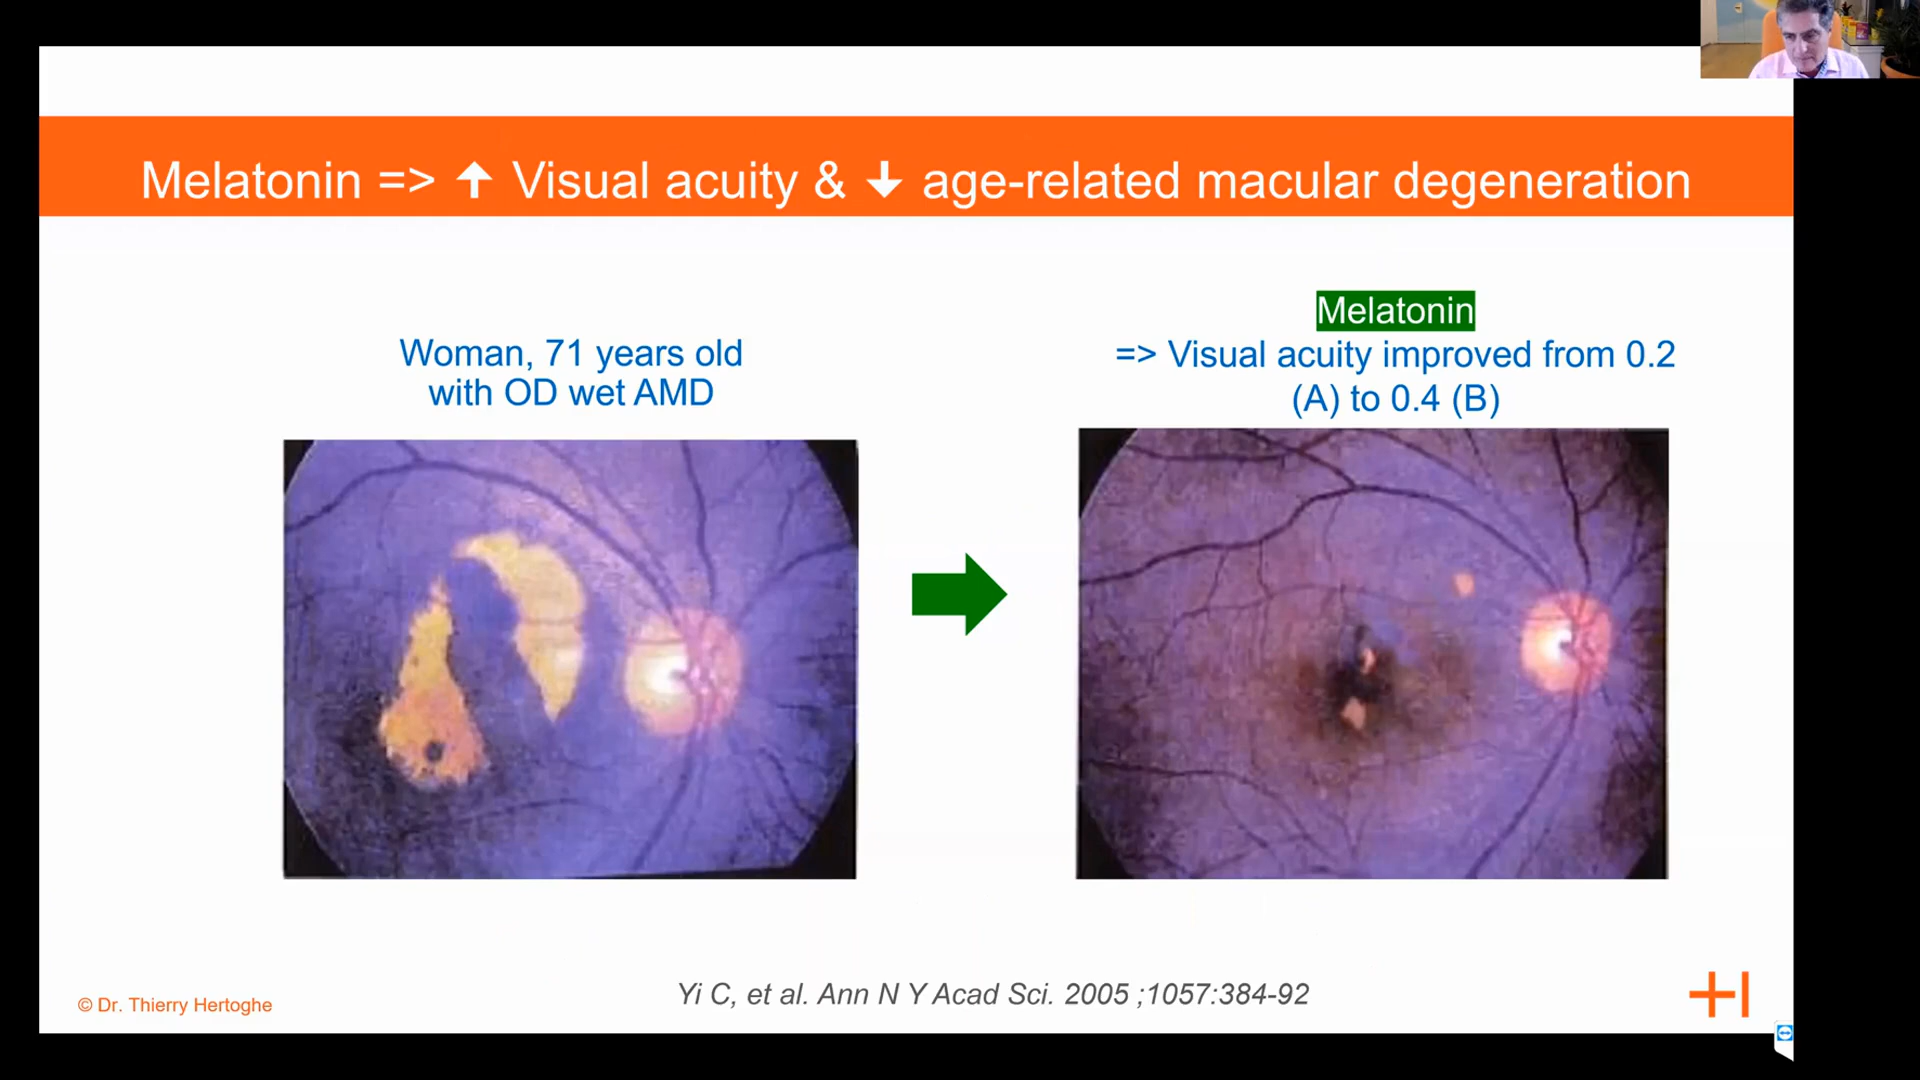 Melatonin => ↑ Visual acuity & ↓ age-related macular degeneration
Woman, 71 years old
with OD wet AMD
Melatonin
=> Visual acuity improved from 0.2
(A) to 0.4 (B)
© Dr. Thierry Hertoghe
Yi C, et al. Ann N Y Acad Sci. 2005 ;1057:384-92